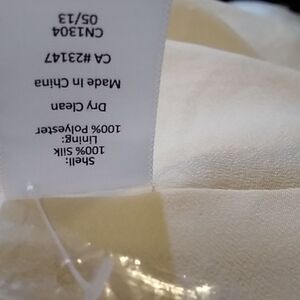 Shell:
100% Silk
Lining:
100% Polyester
Dry Clean
Made In China
CA #23147
CN1304
05/13